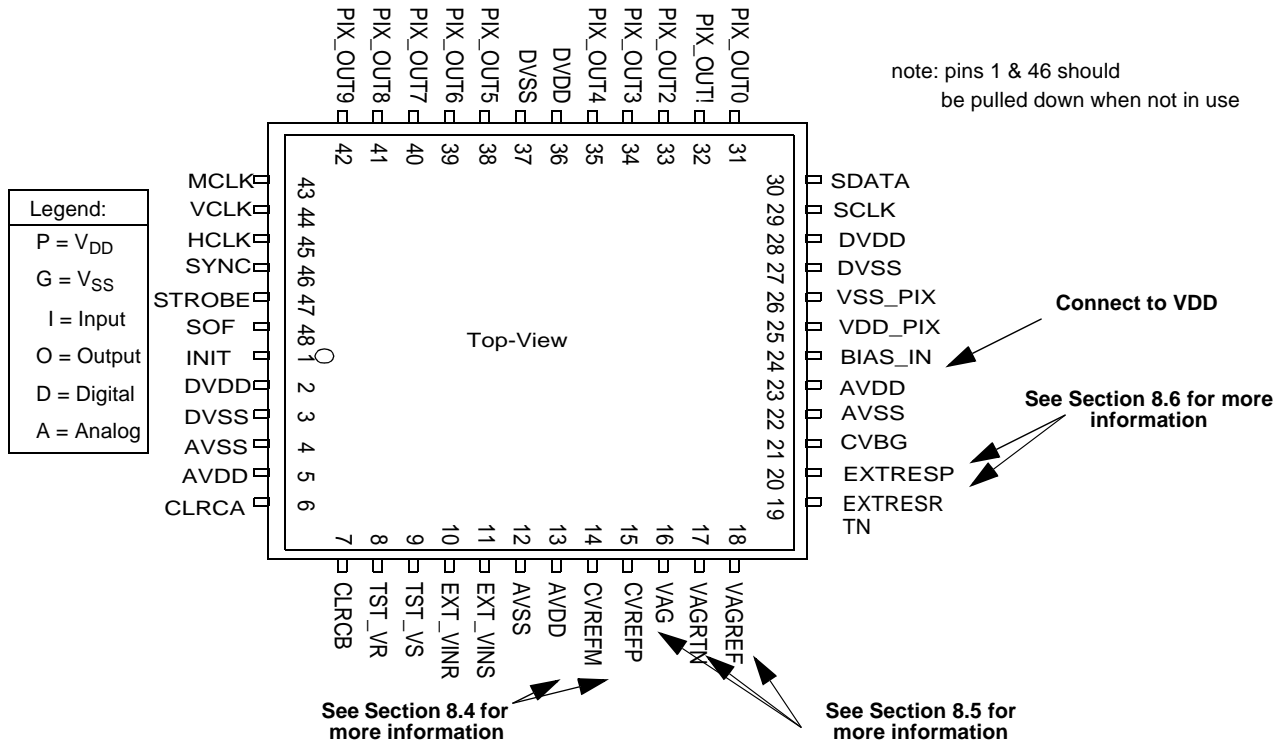 PIX_OUT9
PIX_OUT8
PIX_OUT7
PIX_OUT6
PIX_OUT5
DVSS
DVDD
PIX_OUT4
PIX_OUT3
PIX_OUT2
PIX_OUT!
PIX_OUT0
note: pins 1 & 46 should
be pulled down when not in use
42
41
40
39
38
37
36
35
34
33
32
31
Legend:
P = VDD
G = VSS
I = Input
O = Output
D = Digital
A = Analog
MCLK 43
VCLK 44
HCLK 45
SYNC 46
STROBE 47
SOF 48
INIT 1
DVDD 2
DVSS 3
AVSS 4
AVDD 5
CLRCA 6
Top-View
30 SDATA
29 SCLK
28 DVDD
27 DVSS
26 VSS_PIX
25 VDD_PIX
24 BIAS_IN
23 AVDD
22 AVSS
21 CVBG
20 EXTRESP
19 EXTRESR
TN
Connect to VDD
See Section 8.6 for more
information
7
8
9
10
11
12
13
14
15
16
17
18
CLRCB
TST_VR
TST_VS
EXT_VINR
EXT_VINS
AVSS
AVDD
CVREFM
CVREFP
VAG
VAGRTN
VAGREF
See Section 8.4 for
more information
See Section 8.5 for
more information